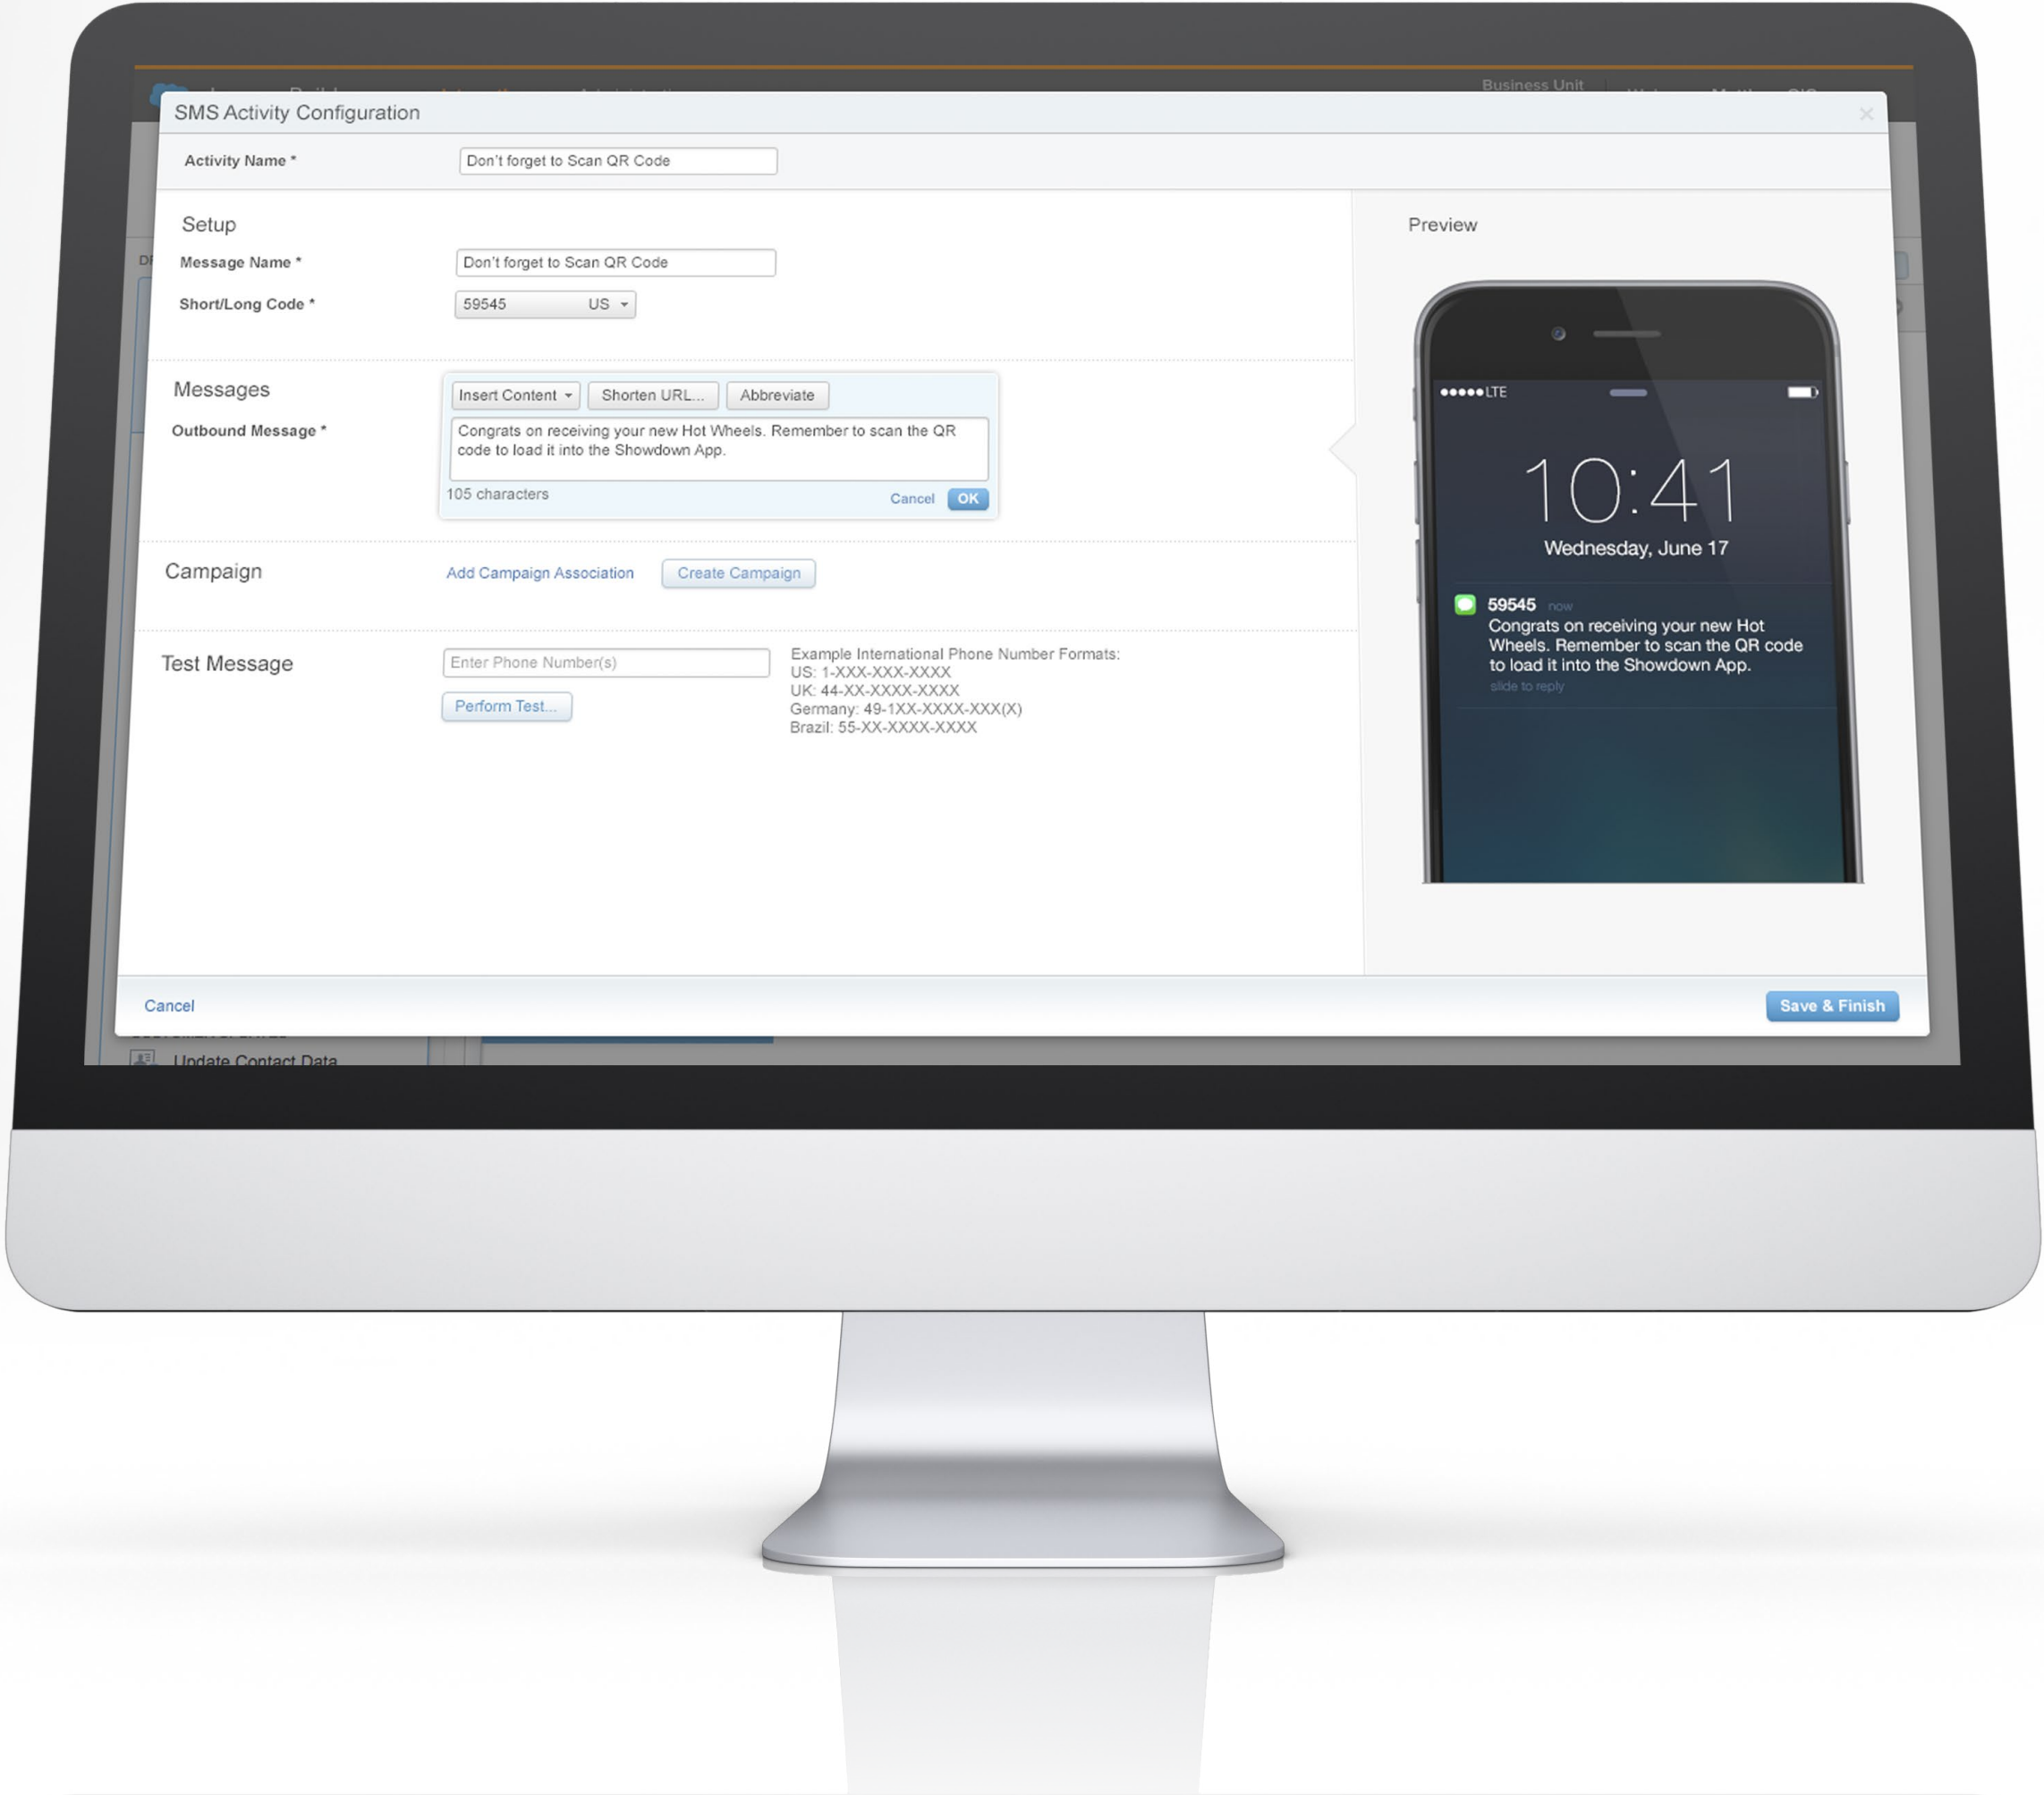 Business Unit
SMS Activity Configuration
Activity Name *
Don't forget to Scan QR Code
Setup
Message Name *
Don't forget to Scan QR Code
Short/Long Code *
59545 US
Messages
Insert Content
Shorten URL...
Abbreviate
Outbound Message *
Congrats on receiving your new Hot Wheels. Remember to scan the QR
code to load it into the Showdown App.
105 characters
Cancel
OK
Campaign
Add Campaign Association
Create Campaign
Test Message
Enter Phone Number(s)
Perform Test...
Example International Phone Number Formats:
US: 1-XXX-XXX-XXXX
UK: 44-XX-XXXX-XXXX
Germany: 49-1XX-XXXX-XXX(X)
Brazil: 55-XX-XXXX-XXXX
Preview
LTE
10:41
Wednesday, June 17
59545 now
Congrats on receiving your new Hot
Wheels. Remember to scan the QR code
to load it into the Showdown App.
slide to reply
Cancel
Save & Finish
Update Contact Data